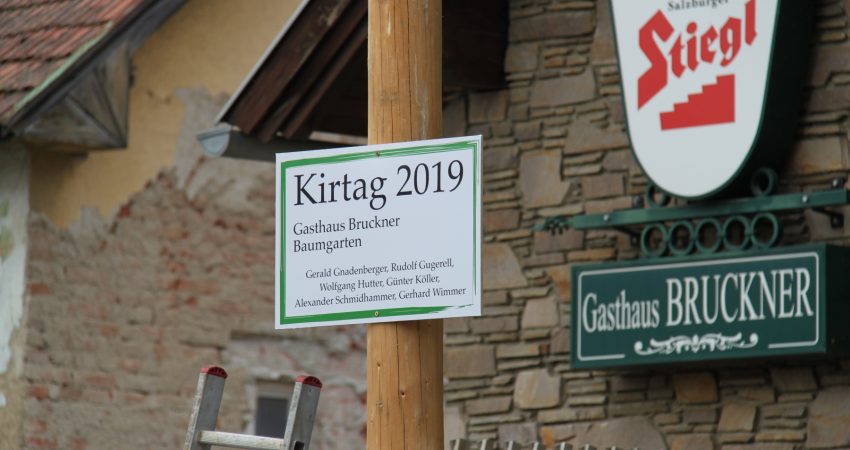 Kirtag 2019
Gasthaus Bruckner
Baumgarten
Gerald Gnadenberger, Rudolf Gugerell,
Wolfgang Hutter, Günter Köller,
Alexander Schmidhammer, Gerhard Wimmer
Salzburger
Stiegl
Gasthaus BRUCKNER